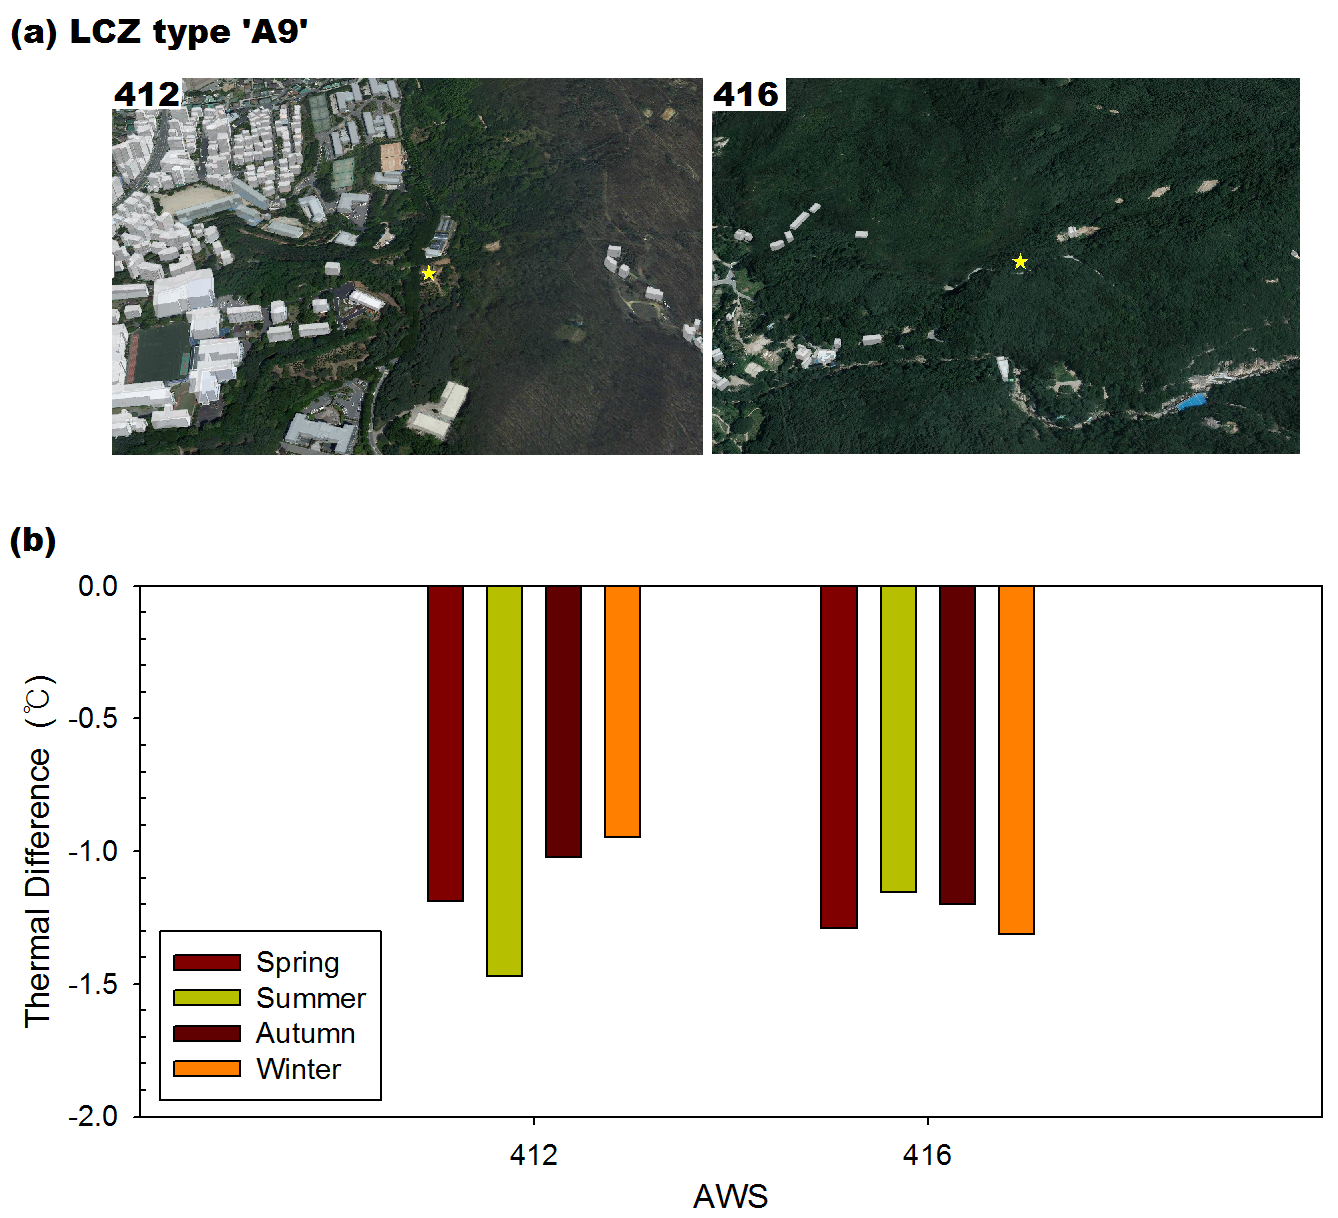 (a) LCZ type 'A9'
412
416
(b)
0.0
-0.5
-1.0
-1.5
-2.0
Thermal Difference (℃)
Spring
Summer
Autumn
Winter
412
416
AWS